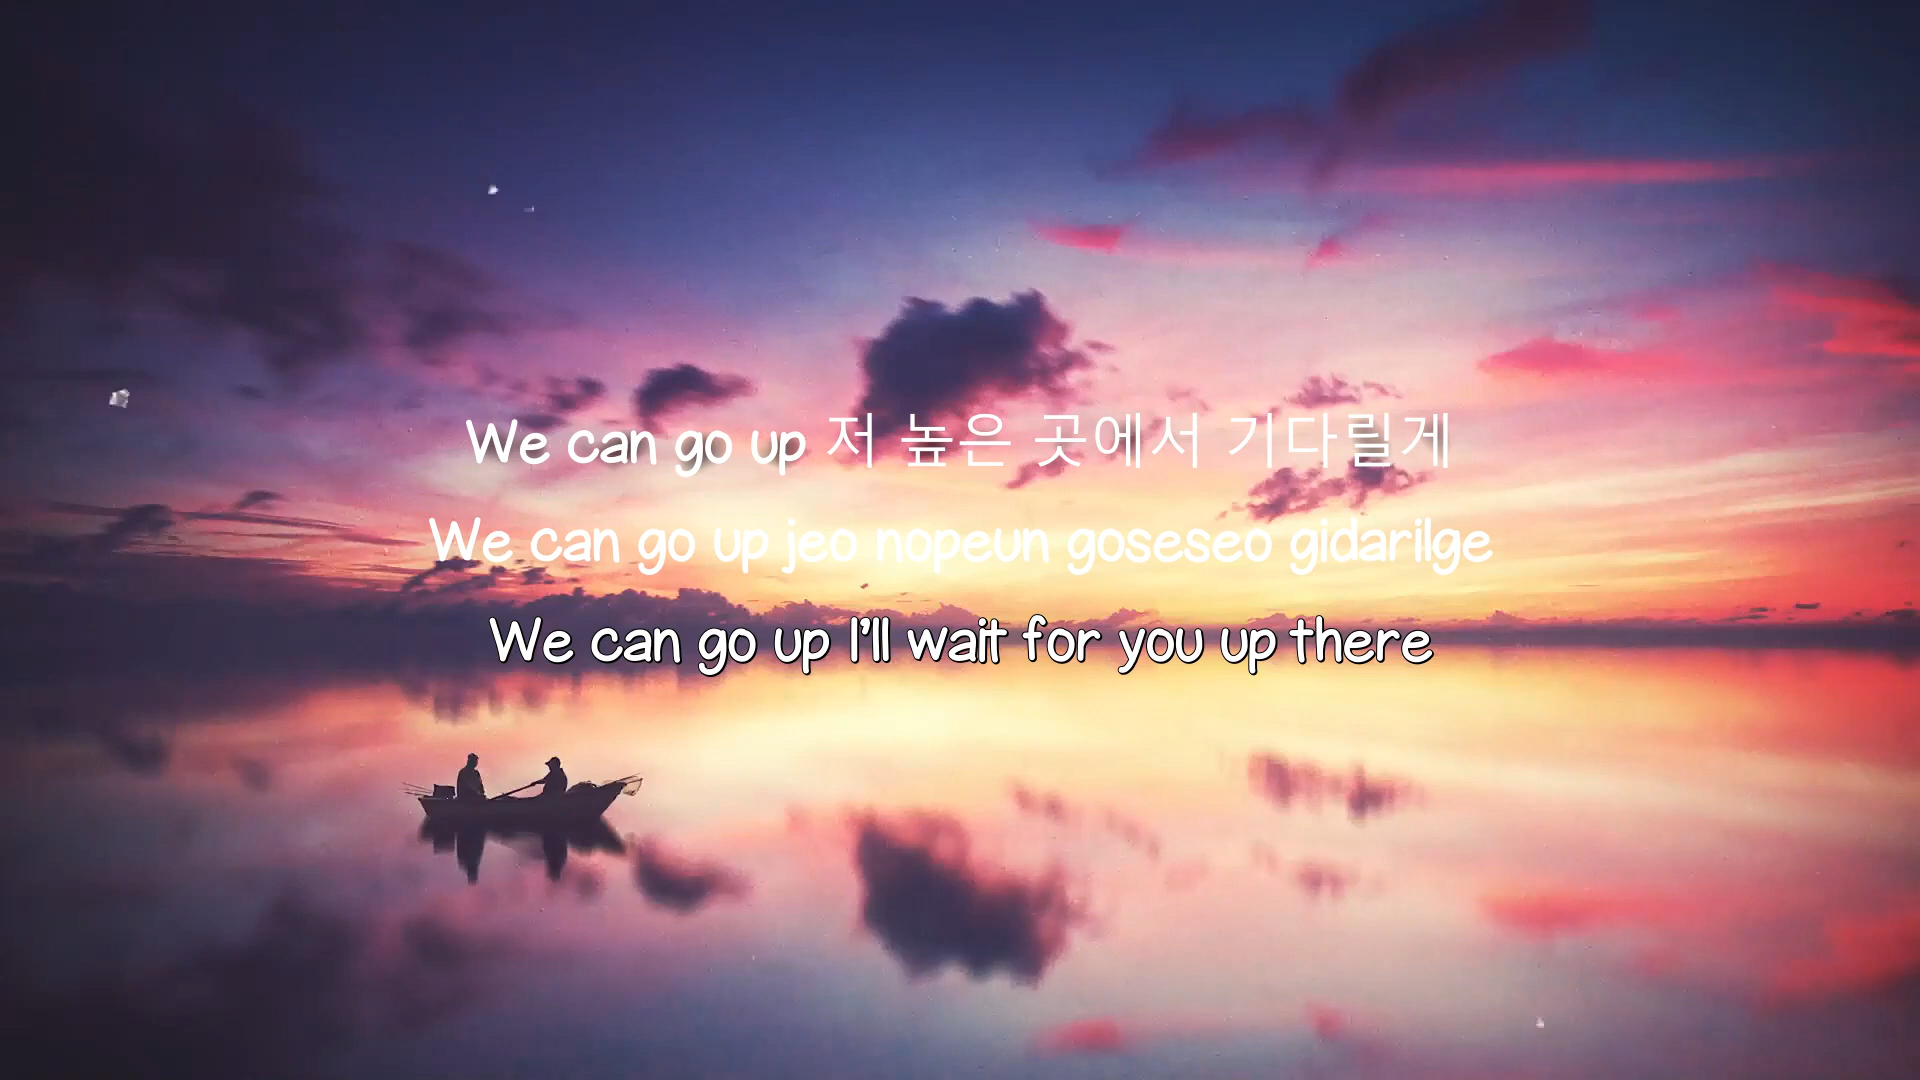 We can go up 저 높은 곳에서 기다릴게
We can go up jeo nopeun goseseo gidarilge
We can go up I'll wait for you up there